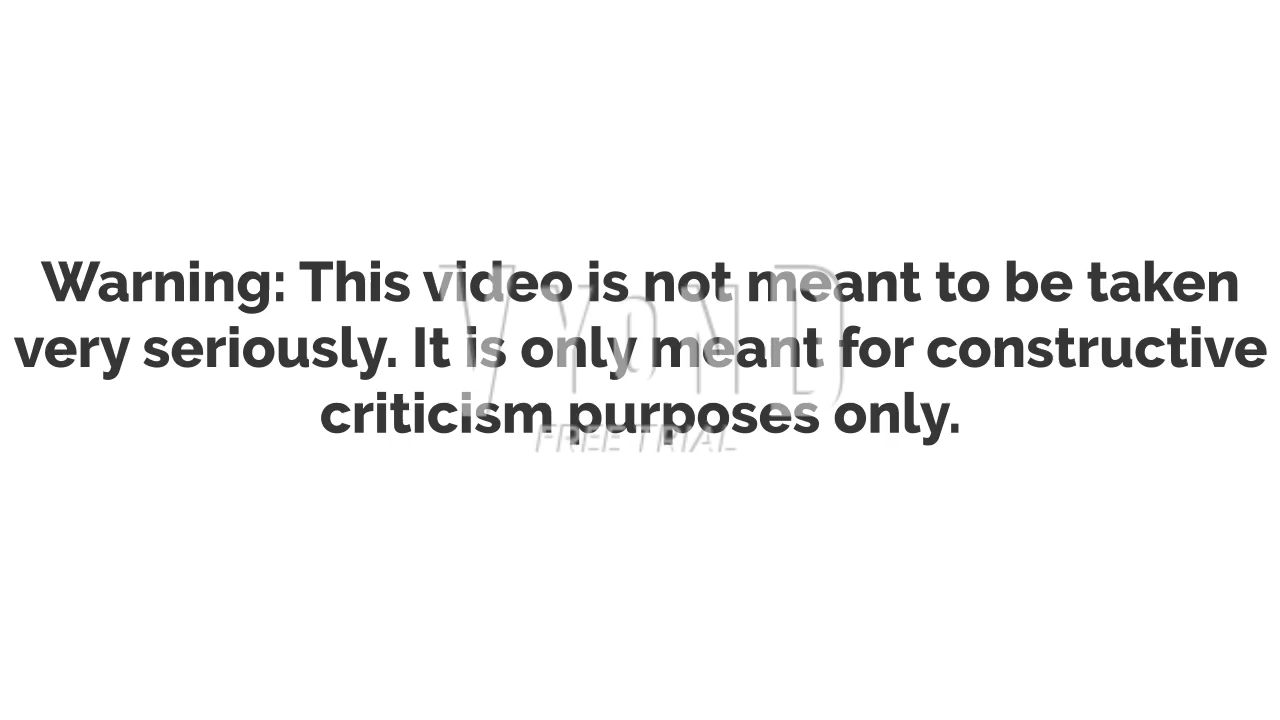 Warning: This video is not meant to be taken
very seriously. It is only meant for constructive
criticism purposes only.
VYOND
FREE TRIAL